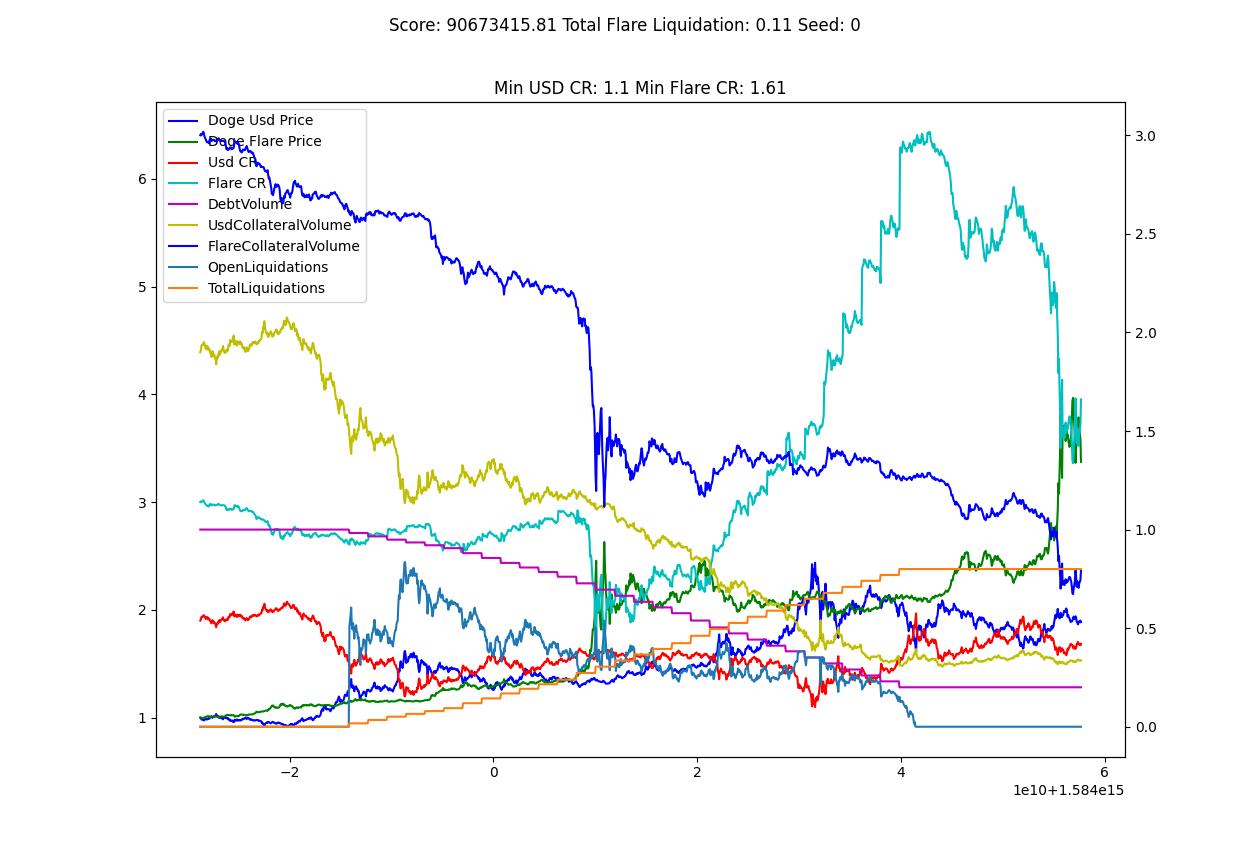 Score: 90673415.81 Total Flare Liquidation: 0.11 Seed: 0
Min USD CR: 1.1 Min Flare CR: 1.61
Doge Usd Price
Doge Flare Price
Usd CR
Flare CR
DebtVolume
UsdCollateralVolume
FlareCollateralVolume
OpenLiquidations
TotalLiquidations
6
5
4
3
2
1
3.0
2.5
2.0
1.5
1.0
0.5
0.0
−2
0
2
4
6
1e10+1.584e15